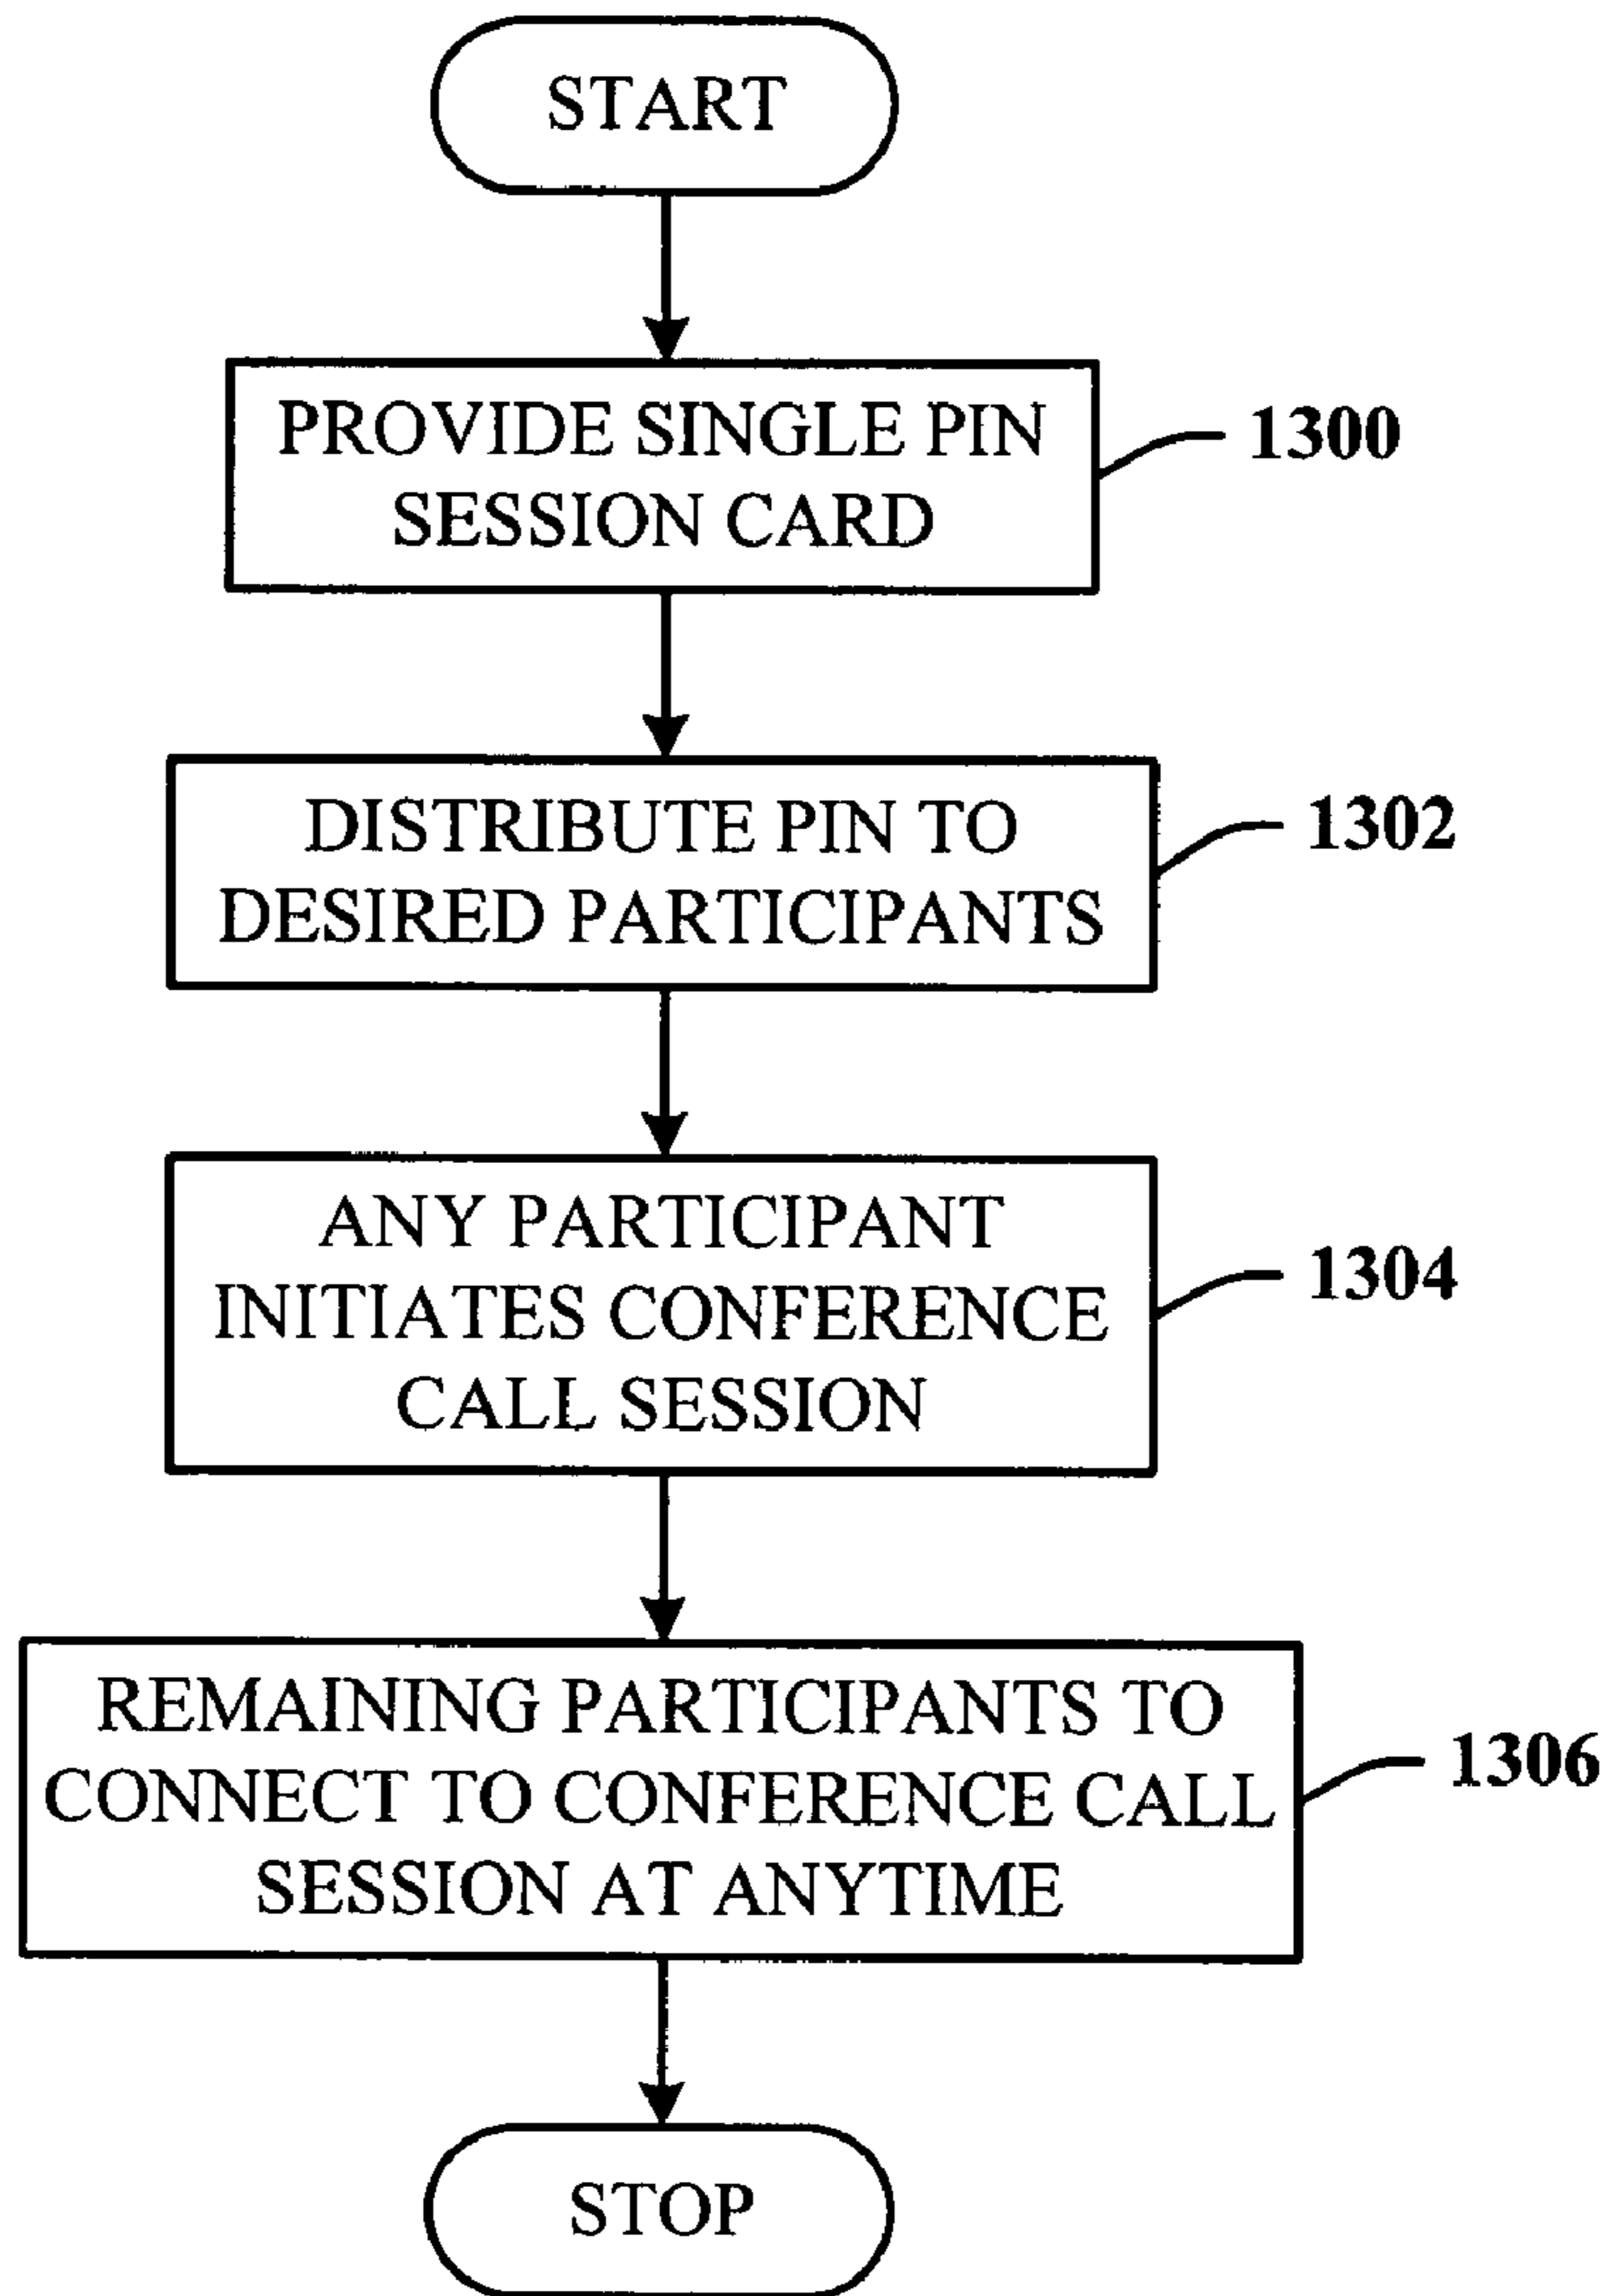 START
PROVIDE SINGLE PIN
SESSION CARD
1300
DISTRIBUTE PIN TO
DESIRED PARTICIPANTS
1302
ANY PARTICIPANT
INITIATES CONFERENCE
CALL SESSION
1304
REMAINING PARTICIPANTS TO
CONNECT TO CONFERENCE CALL
SESSION AT ANYTIME
1306
STOP